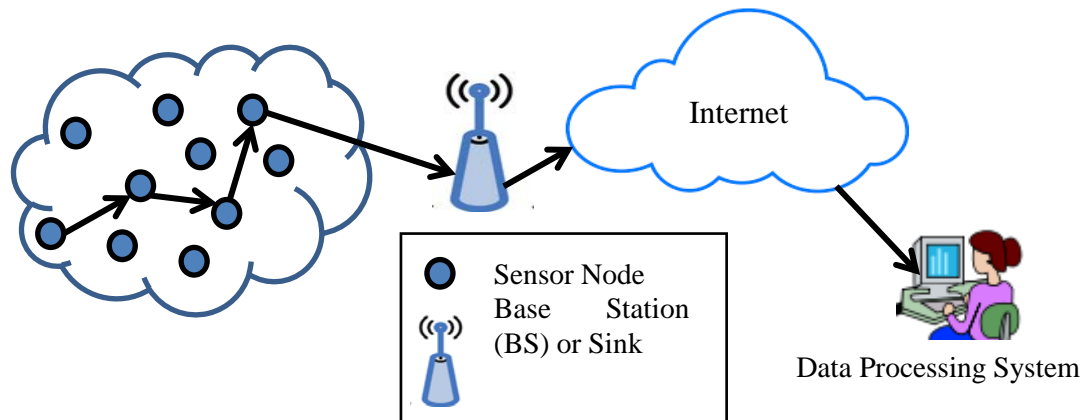 Internet
Sensor Node
Base Station
(BS) or Sink
Data Processing System